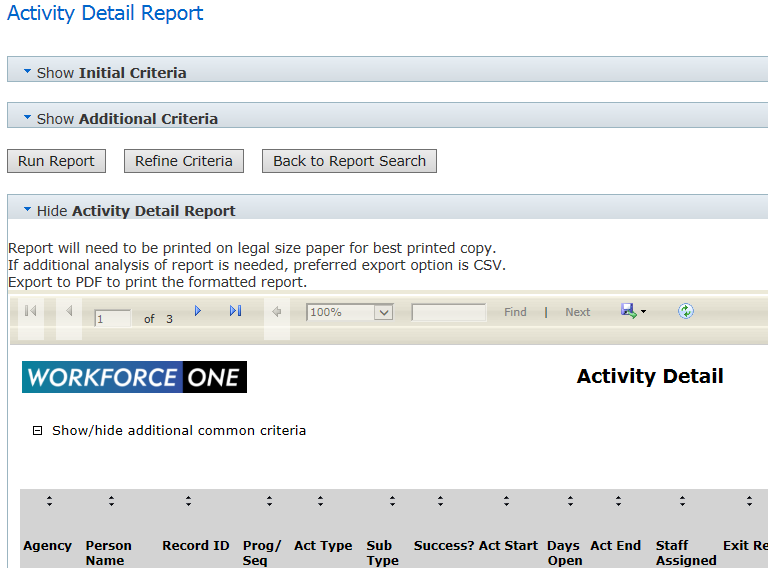 Activity Detail Report
Show Initial Criteria
Show Additional Criteria
Run Report Refine Criteria Back to Report Search
Hide Activity Detail Report
Report will need to be printed on legal size paper for best printed copy.
If additional analysis of report is needed, preferred export option is CSV.
Export to PDF to print the formatted report.
1 of 3 100% Find | Next
WORKFORCE ONE Activity Detail
Show/hide additional common criteria
Agency Person Record ID Prog/ Act Type Sub Success? Act Start Days Act End Staff Exit Re
Name Seq Type Open Assigned